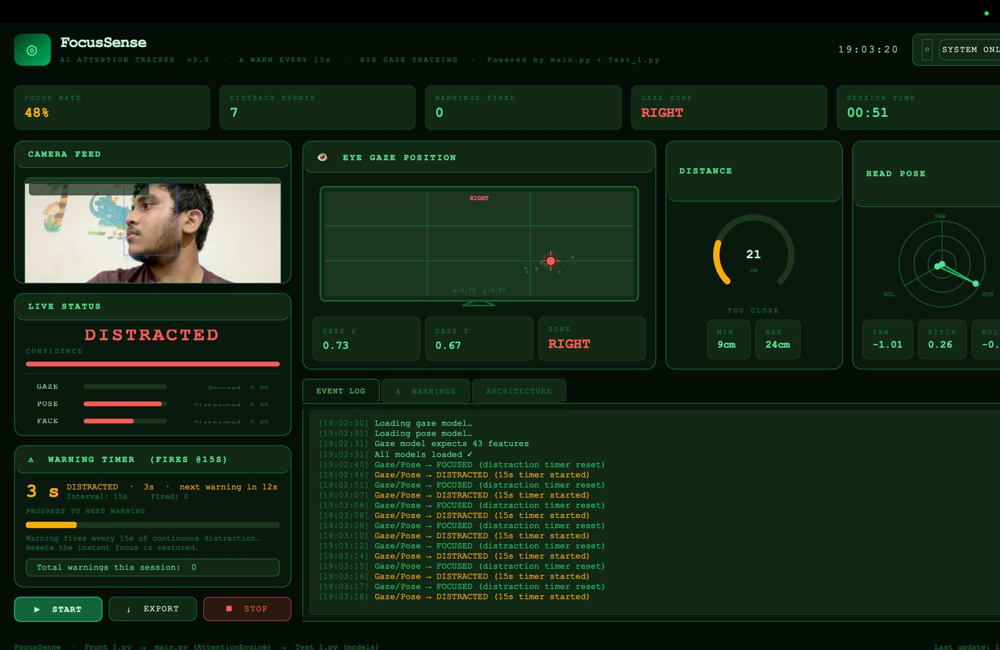 FocusSense
AI ATTENTION TRACKER v3.0 · ⚠ WARN EVERY 15s · EYE GAZE TRACKING · Powered by main.py + Test_1.py
19:03:20
SYSTEM ONL
FOCUS RATE
48%
DISTRACT EVENTS
7
WARNINGS FIRED
0
GAZE ZONE
RIGHT
SESSION TIME
00:51
CAMERA FEED
LIVE STATUS
DISTRACTED
CONFIDENCE
GAZE Focused 0.00
POSE Distracted 0.95
FACE Distracted 0.60
⚠ WARNING TIMER (FIRES @15S)
3 s
DISTRACTED · 3s · next warning in 12s
Interval: 15s · Fired: 0
PROGRESS TO NEXT WARNING
Warning fires every 15s of continuous distraction.
Resets the instant focus is restored.
Total warnings this session: 0
▶ START
↓ EXPORT
■ STOP
EYE GAZE POSITION
RIGHT
x:0.73 y:0.67
GAZE X
0.73
GAZE Y
0.67
ZONE
RIGHT
DISTANCE
21
cm
TOO CLOSE
MIN
9cm
MAX
24cm
HEAD POSE
YAW
ROL
PCH
YAW
-1.01
PITCH
0.26
ROL
-0.
EVENT LOG
⚠ WARNINGS
ARCHITECTURE
[19:02:30] Loading gaze model…
[19:02:31] Loading pose model…
[19:02:31] Gaze model expects 43 features
[19:02:31] All models loaded ✓
[19:02:40] Gaze/Pose → FOCUSED (distraction timer reset)
[19:02:46] Gaze/Pose → DISTRACTED (15s timer started)
[19:02:51] Gaze/Pose → FOCUSED (distraction timer reset)
[19:03:07] Gaze/Pose → DISTRACTED (15s timer started)
[19:03:08] Gaze/Pose → FOCUSED (distraction timer reset)
[19:03:08] Gaze/Pose → DISTRACTED (15s timer started)
[19:03:08] Gaze/Pose → FOCUSED (distraction timer reset)
[19:03:10] Gaze/Pose → DISTRACTED (15s timer started)
[19:03:12] Gaze/Pose → FOCUSED (distraction timer reset)
[19:03:14] Gaze/Pose → DISTRACTED (15s timer started)
[19:03:15] Gaze/Pose → FOCUSED (distraction timer reset)
[19:03:16] Gaze/Pose → DISTRACTED (15s timer started)
[19:03:17] Gaze/Pose → FOCUSED (distraction timer reset)
[19:03:18] Gaze/Pose → DISTRACTED (15s timer started)
FocusSense · Front_1.py → main.py (AttentionEngine) → Test_1.py (models)
Last update: 1